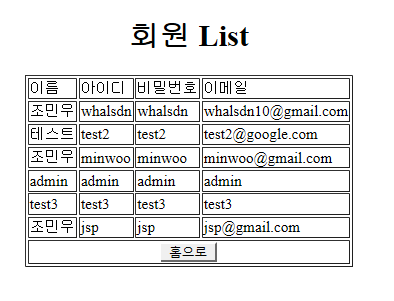 회원 List
이름 아이디 비밀번호 이메일
조민우 whalsdn whalsdn whalsdn10@gmail.com
테스트 test2 test2 test2@google.com
조민우 minwoo minwoo minwoo@gmail.com
admin admin admin admin
test3 test3 test3 test3
조민우 jsp jsp jsp@gmail.com
홈으로